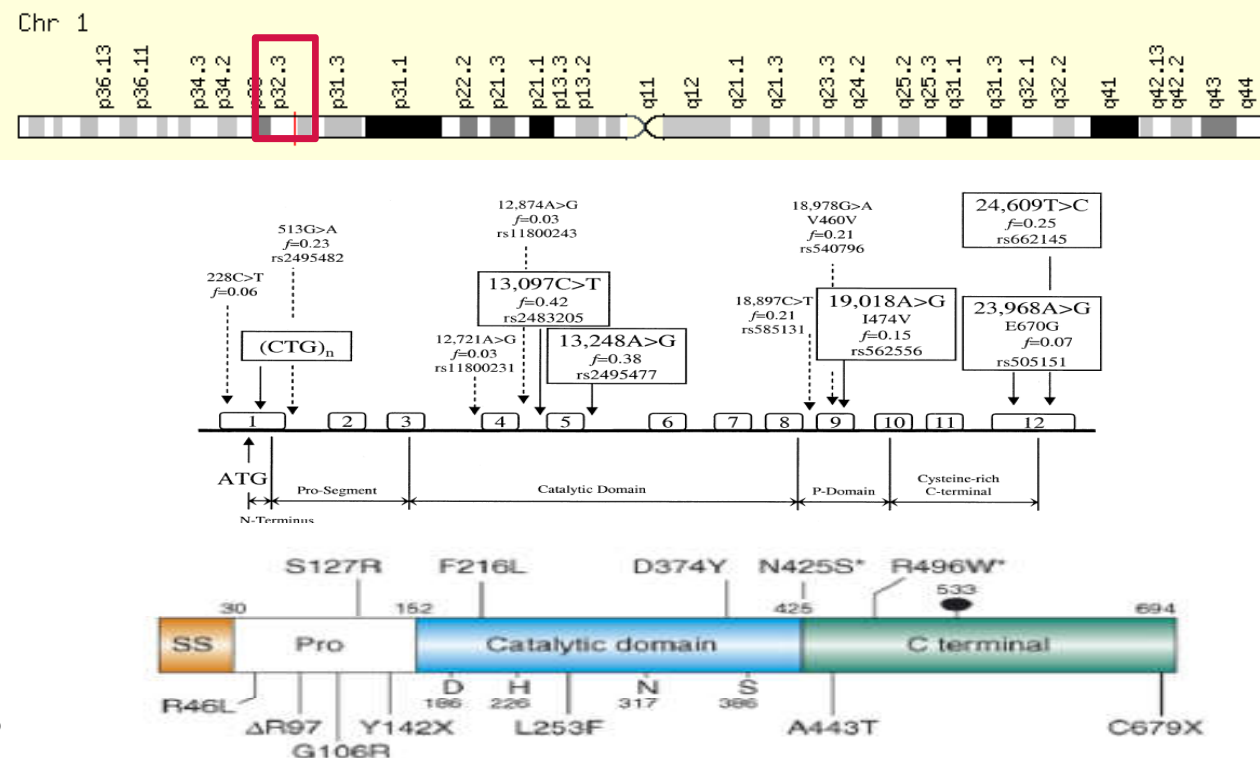 Chr 1
p36.13 p36.11 p34.3 p34.2 p32.3 p31.3 p31.1 p22.2 p21.3 p21.1 p13.3 p13.2 q11 q12 q21.1 q21.3 q23.3 q24.2 q25.2 q25.3 q31.1 q31.3 q32.1 q32.2 q41 q42.13 q42.2 q43 q44
228C>T
f=0.06
513G>A
f=0.23
rs2495482
(CTG)n
12,874A>G
f=0.03
rs11800243
13,097C>T
f=0.42
rs2483205
12,721A>G
f=0.03
rs11800231
13,248A>G
f=0.38
rs2495477
18,978G>A
V460V
f=0.21
rs540796
18,897C>T
f=0.21
rs585131
19,018A>G
I474V
f=0.15
rs562556
24,609T>C
f=0.25
rs662145
23,968A>G
E670G
f=0.07
rs505151
1 2 3 4 5 6 7 8 9 10 11 12
ATG
N-Terminus
Pro-Segment
Catalytic Domain
P-Domain
Cysteine-rich
C-terminal
S127R F216L D374Y N425S* R496W*
30 152 425 533 694
SS Pro Catalytic domain C terminal
D H N S
186 226 317 386
R46L ΔR97 G106R Y142X L253F A443T C679X